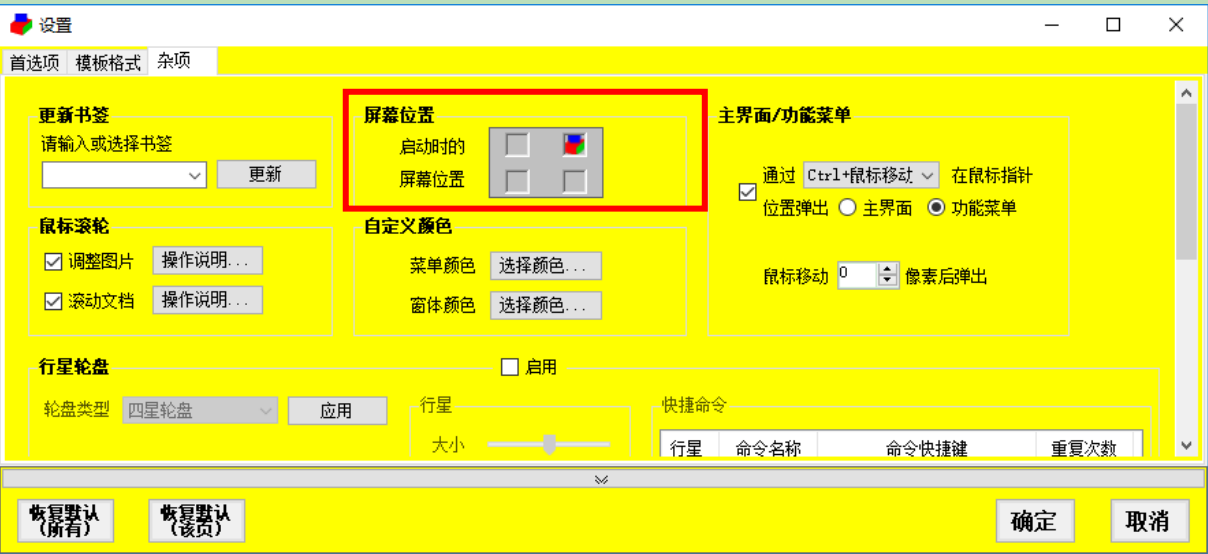 设置
首选项 模板格式 杂项
更新书签
请输入或选择书签
更新
屏幕位置
启动时的
屏幕位置
主界面/功能菜单
通过 Ctrl+鼠标移动 在鼠标指针
位置弹出 主界面 功能菜单
鼠标移动 0 像素后弹出
鼠标滚轮
调整图片 操作说明...
滚动文档 操作说明...
自定义颜色
菜单颜色 选择颜色...
窗体颜色 选择颜色...
行星轮盘 启用
轮盘类型 四星轮盘 应用
行星
大小
快捷命令
行星 命令名称 命令快捷键 重复次数
恢复默认
(所有)
恢复默认
(该页)
确定 取消